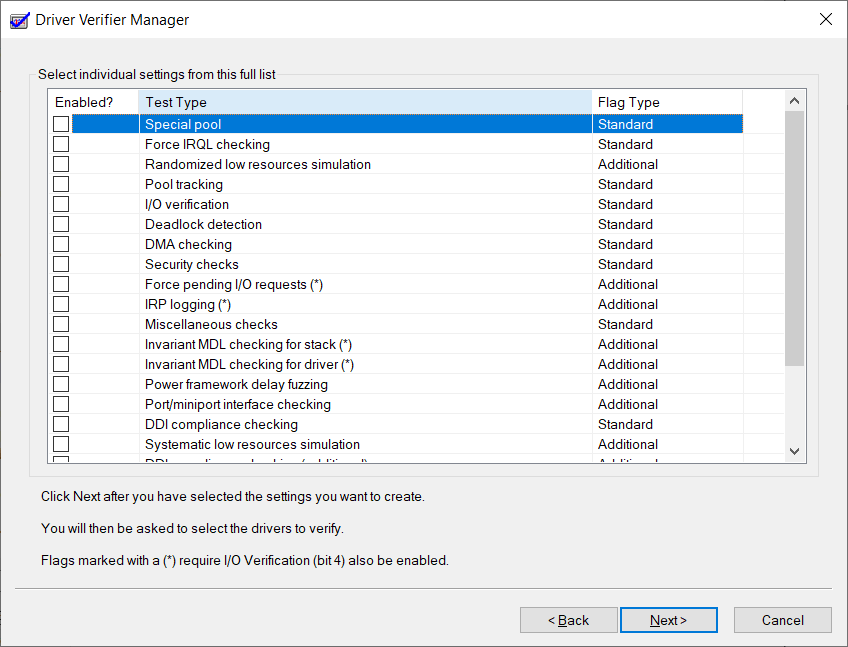 Driver Verifier Manager
Select individual settings from this full list
Enabled? Test Type Flag Type
Special pool Standard
Force IRQL checking Standard
Randomized low resources simulation Additional
Pool tracking Standard
I/O verification Standard
Deadlock detection Standard
DMA checking Standard
Security checks Standard
Force pending I/O requests (*) Additional
IRP logging (*) Additional
Miscellaneous checks Standard
Invariant MDL checking for stack (*) Additional
Invariant MDL checking for driver (*) Additional
Power framework delay fuzzing Additional
Port/miniport interface checking Additional
DDI compliance checking Standard
Systematic low resources simulation Additional
Click Next after you have selected the settings you want to create.
You will then be asked to select the drivers to verify.
Flags marked with a (*) require I/O Verification (bit 4) also be enabled.
< Back Next > Cancel